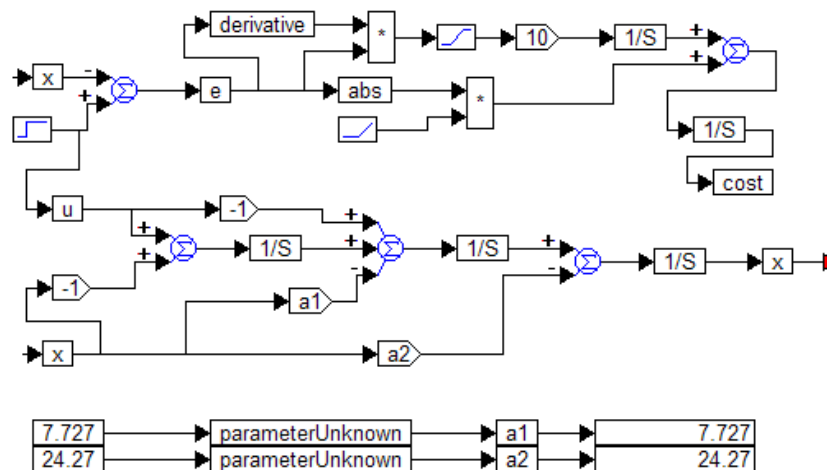 derivative * 10 1/S + Σ
x - Σ e abs * +
+ 1/S
cost
u -1 + + Σ 1/S + Σ 1/S + Σ 1/S x
-1 + - a1 -
x a2
7.727 parameterUnknown a1 7.727
24.27 parameterUnknown a2 24.27